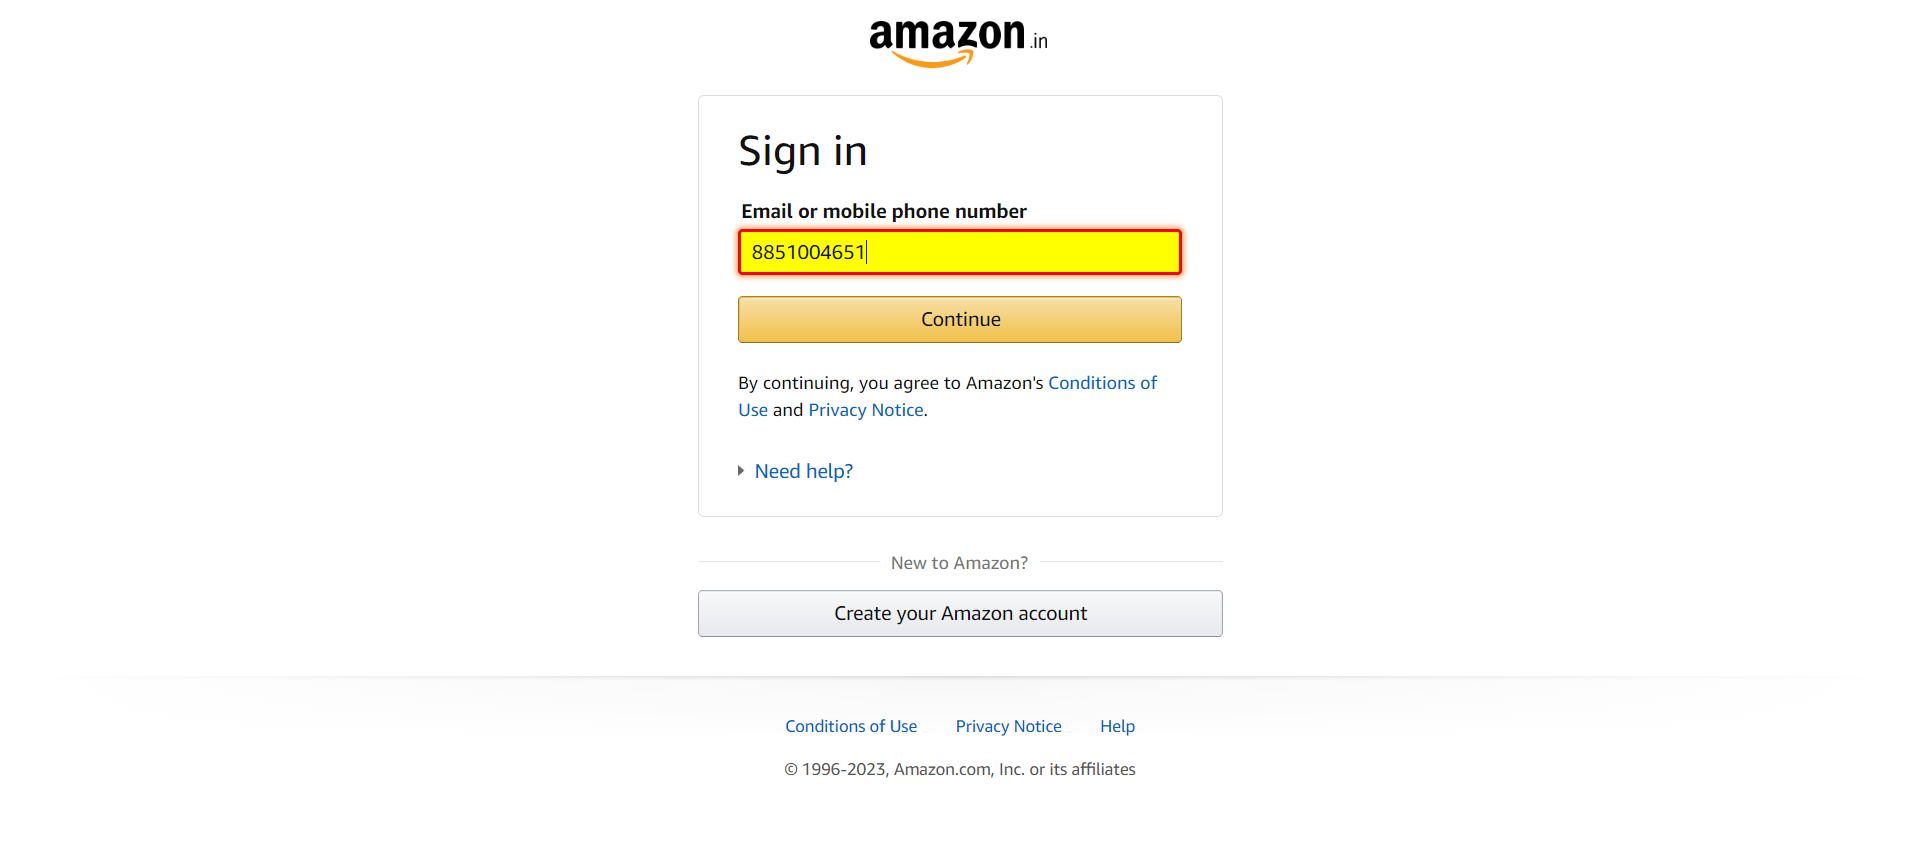 amazon.in
Sign in
Email or mobile phone number
8851004651
Continue
By continuing, you agree to Amazon's Conditions of
Use and Privacy Notice.
Need help?
New to Amazon?
Create your Amazon account
Conditions of Use Privacy Notice Help
© 1996-2023, Amazon.com, Inc. or its affiliates